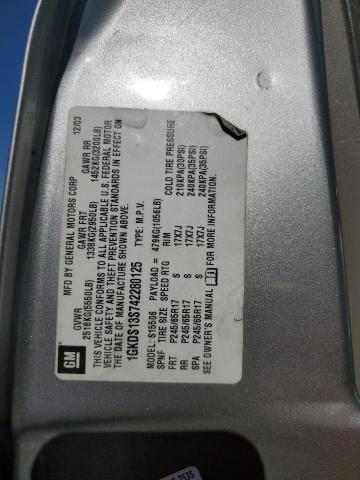 GM
MFD BY GENERAL MOTORS CORP 12/03
GVWR GAWR FRT GAWR RR
2518KG(5550LB) 1338KG(2950LB) 1452KG(3200LB)
THIS VEHICLE CONFORMS TO ALL APPLICABLE U.S. FEDERAL MOTOR
VEHICLE SAFETY AND THEFT PREVENTION STANDARDS IN EFFECT ON
THE DATE OF MANUFACTURE SHOWN ABOVE.
1GKDS13S742280125 TYPE: M.P.V.
MODEL: S15506 PAYLOAD = 479KG(1056LB)
SPNF TIRE SIZE SPEED RTG RIM COLD TIRE PRESSURE
FRT P245/65R17 S 17X7J 210KPA(30PSI)
RR P245/65R17 S 17X7J 240KPA(35PSI)
SPA P245/65R17 S 17X7J 240KPA(35PSI)
SEE OWNER'S MANUAL FOR MORE INFORMATION.